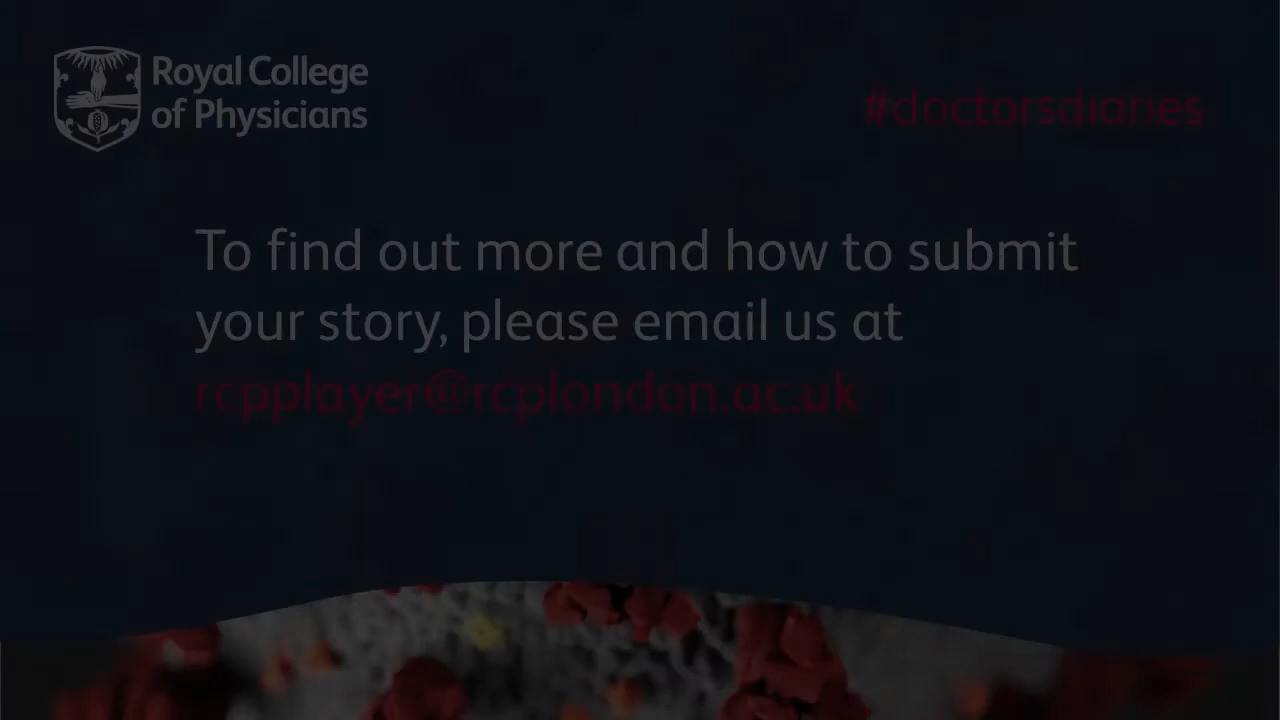 Royal College
of Physicians
#doctorsdiaries
To find out more and how to submit
your story, please email us at
rcpplayer@rcplondon.ac.uk